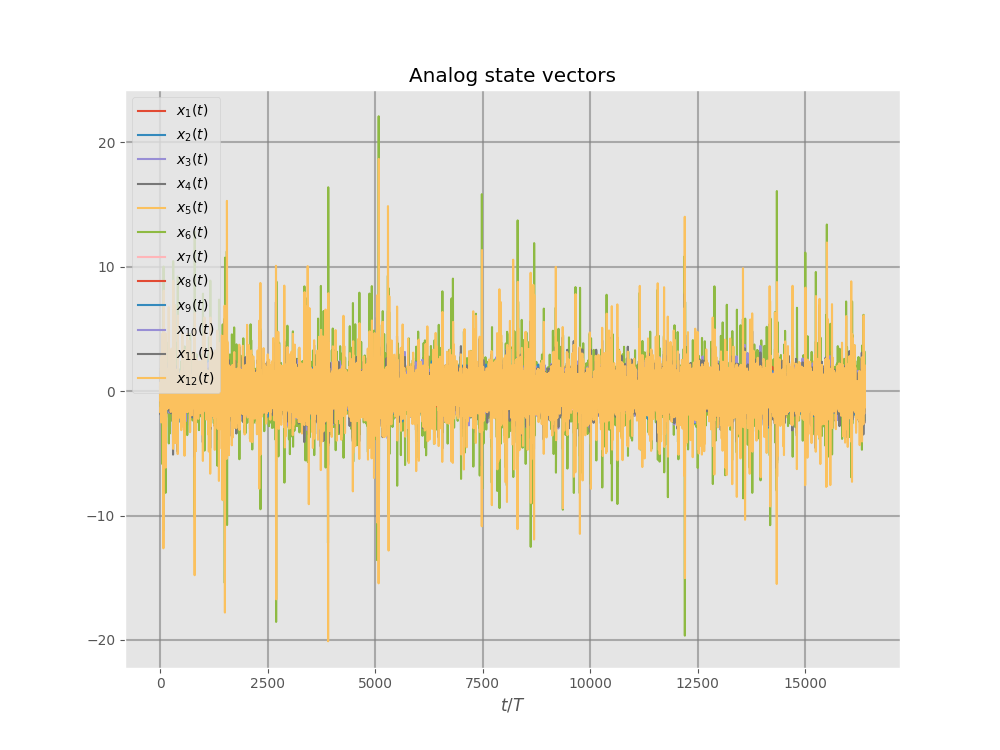 Analog state vectors
x₁(t)
x₂(t)
x₃(t)
x₄(t)
x₅(t)
x₆(t)
x₇(t)
x₈(t)
x₉(t)
x₁₀(t)
x₁₁(t)
x₁₂(t)
20
10
0
−10
−20
0 2500 5000 7500 10000 12500 15000
t/T